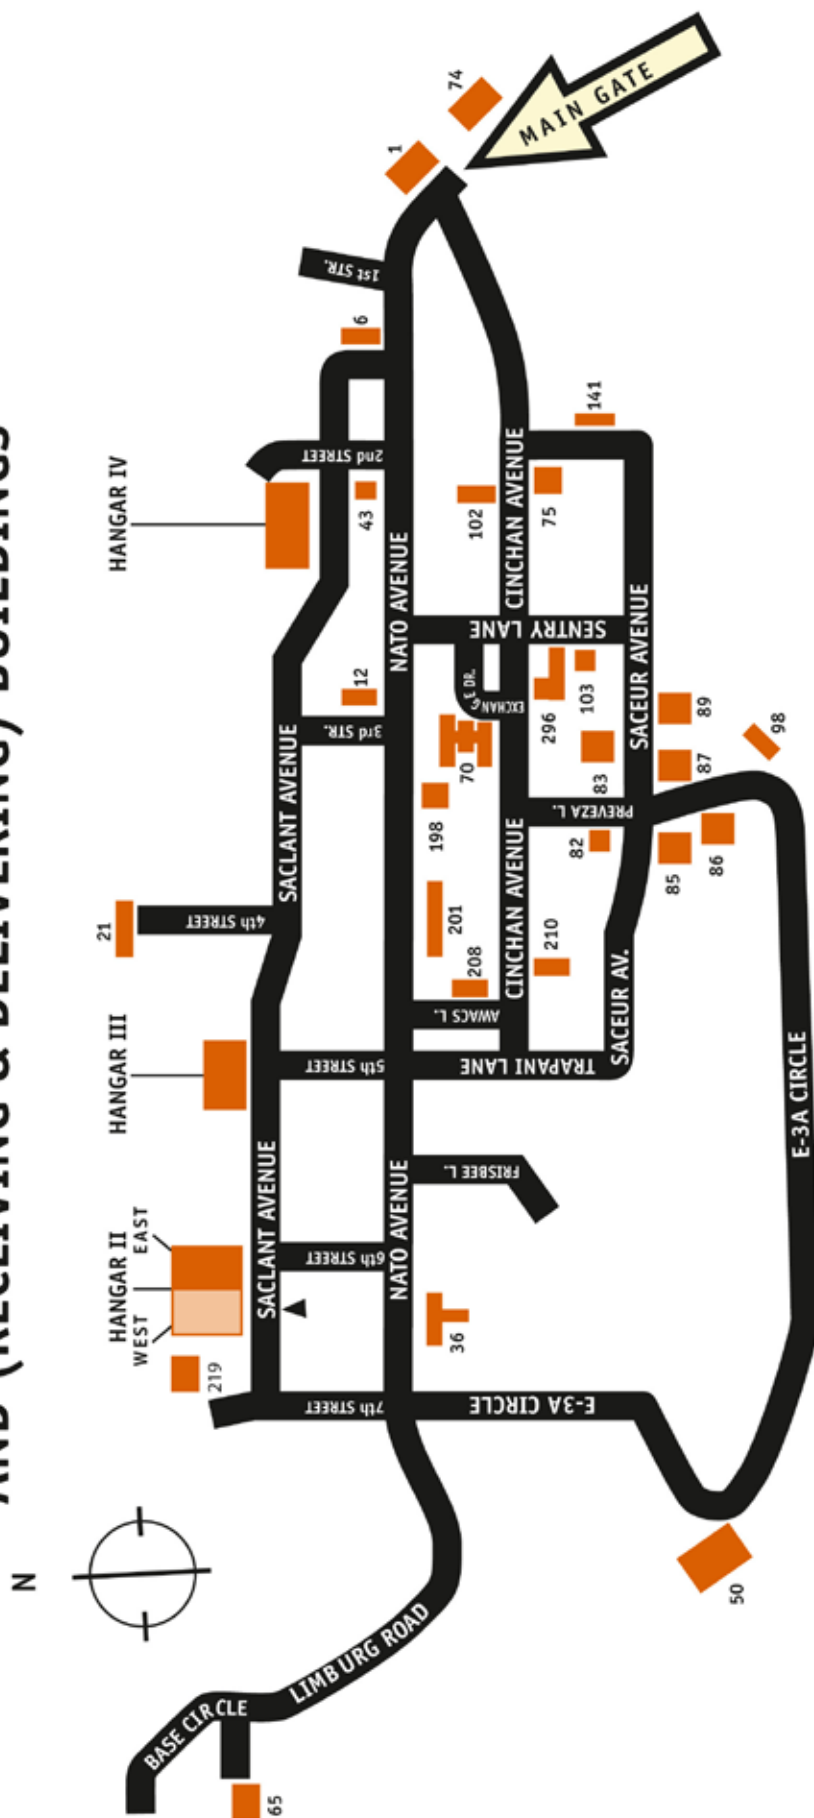 AND (RECEIVING & DELIVERING) BUILDINGS
N
HANGAR II
WEST
EAST
HANGAR III
HANGAR IV
219
21
BASE CIRCLE
65
LIMBURG ROAD
SACLANT AVENUE
SACLANT AVENUE
7th STREET
6th STREET
5th STREET
4th STREET
3rd STR.
2nd STREET
1st STR.
12
43
6
1
74
MAIN GATE
NATO AVENUE
NATO AVENUE
36
FRISBEE L.
AWACS L.
208
201
198
70
EXCHANGE DR.
102
E-3A CIRCLE
TRAPANI LANE
CINCHAN AVENUE
CINCHAN AVENUE
SENTRY LANE
210
82
PREVEZA L.
83
296
103
75
141
SACEUR AV.
SACEUR AVENUE
85
86
87
89
98
50
E-3A CIRCLE